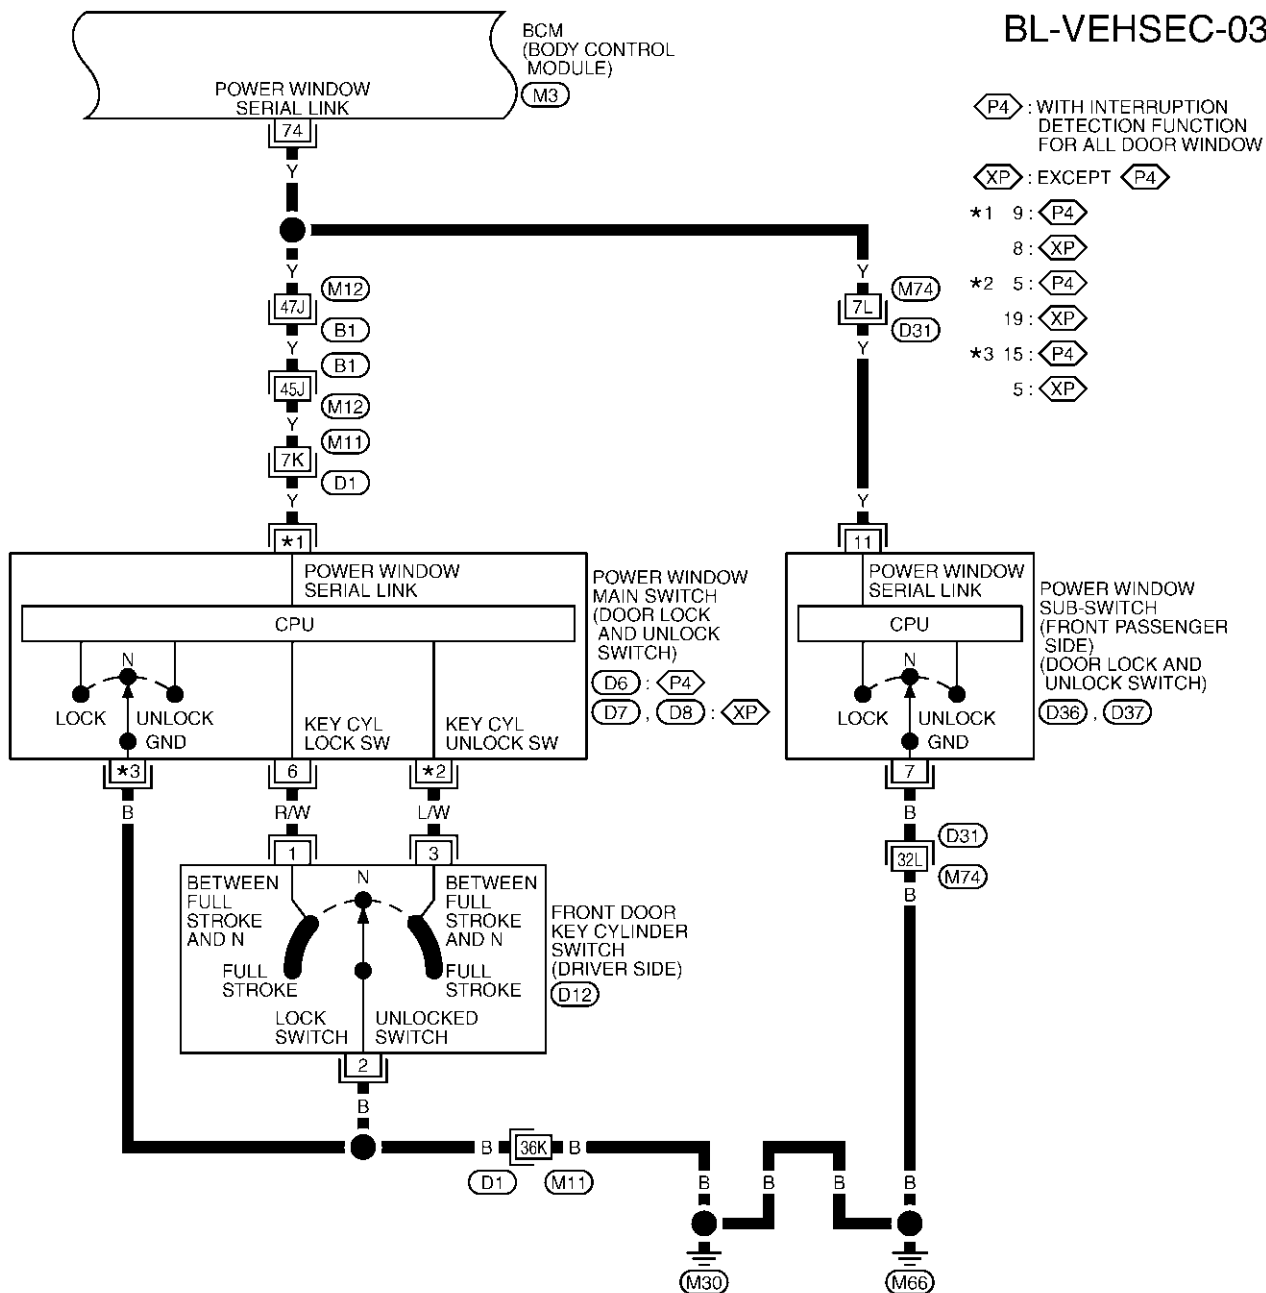 BL-VEHSEC-03
BCM
(BODY CONTROL
MODULE)
M3
POWER WINDOW
SERIAL LINK
74
P4 : WITH INTERRUPTION
DETECTION FUNCTION
FOR ALL DOOR WINDOW
XP : EXCEPT P4
*1 9 : P4
8 : XP
*2 5 : P4
19 : XP
*3 15 : P4
5 : XP
Y
Y
Y
47J
M12
B1
7L
M74
D31
Y
Y
B1
45J
M12
Y
M11
7K
D1
Y
Y
*1
11
POWER WINDOW
SERIAL LINK
CPU
N
LOCK
UNLOCK
GND
KEY CYL
LOCK SW
KEY CYL
UNLOCK SW
POWER WINDOW
MAIN SWITCH
(DOOR LOCK
AND UNLOCK
SWITCH)
D6 : P4
D7 , D8 : XP
POWER WINDOW
SERIAL LINK
CPU
N
LOCK
UNLOCK
GND
POWER WINDOW
SUB-SWITCH
(FRONT PASSENGER
SIDE)
(DOOR LOCK AND
UNLOCK SWITCH)
D36 , D37
*3
6
*2
7
B
R/W
L/W
B
1
3
D31
32L
M74
B
BETWEEN
FULL
STROKE
AND N
N
BETWEEN
FULL
STROKE
AND N
FULL
STROKE
FULL
STROKE
LOCK
SWITCH
UNLOCKED
SWITCH
FRONT DOOR
KEY CYLINDER
SWITCH
(DRIVER SIDE)
D12
2
B
B
36K
B
D1
M11
B
B
B
B
M30
M66